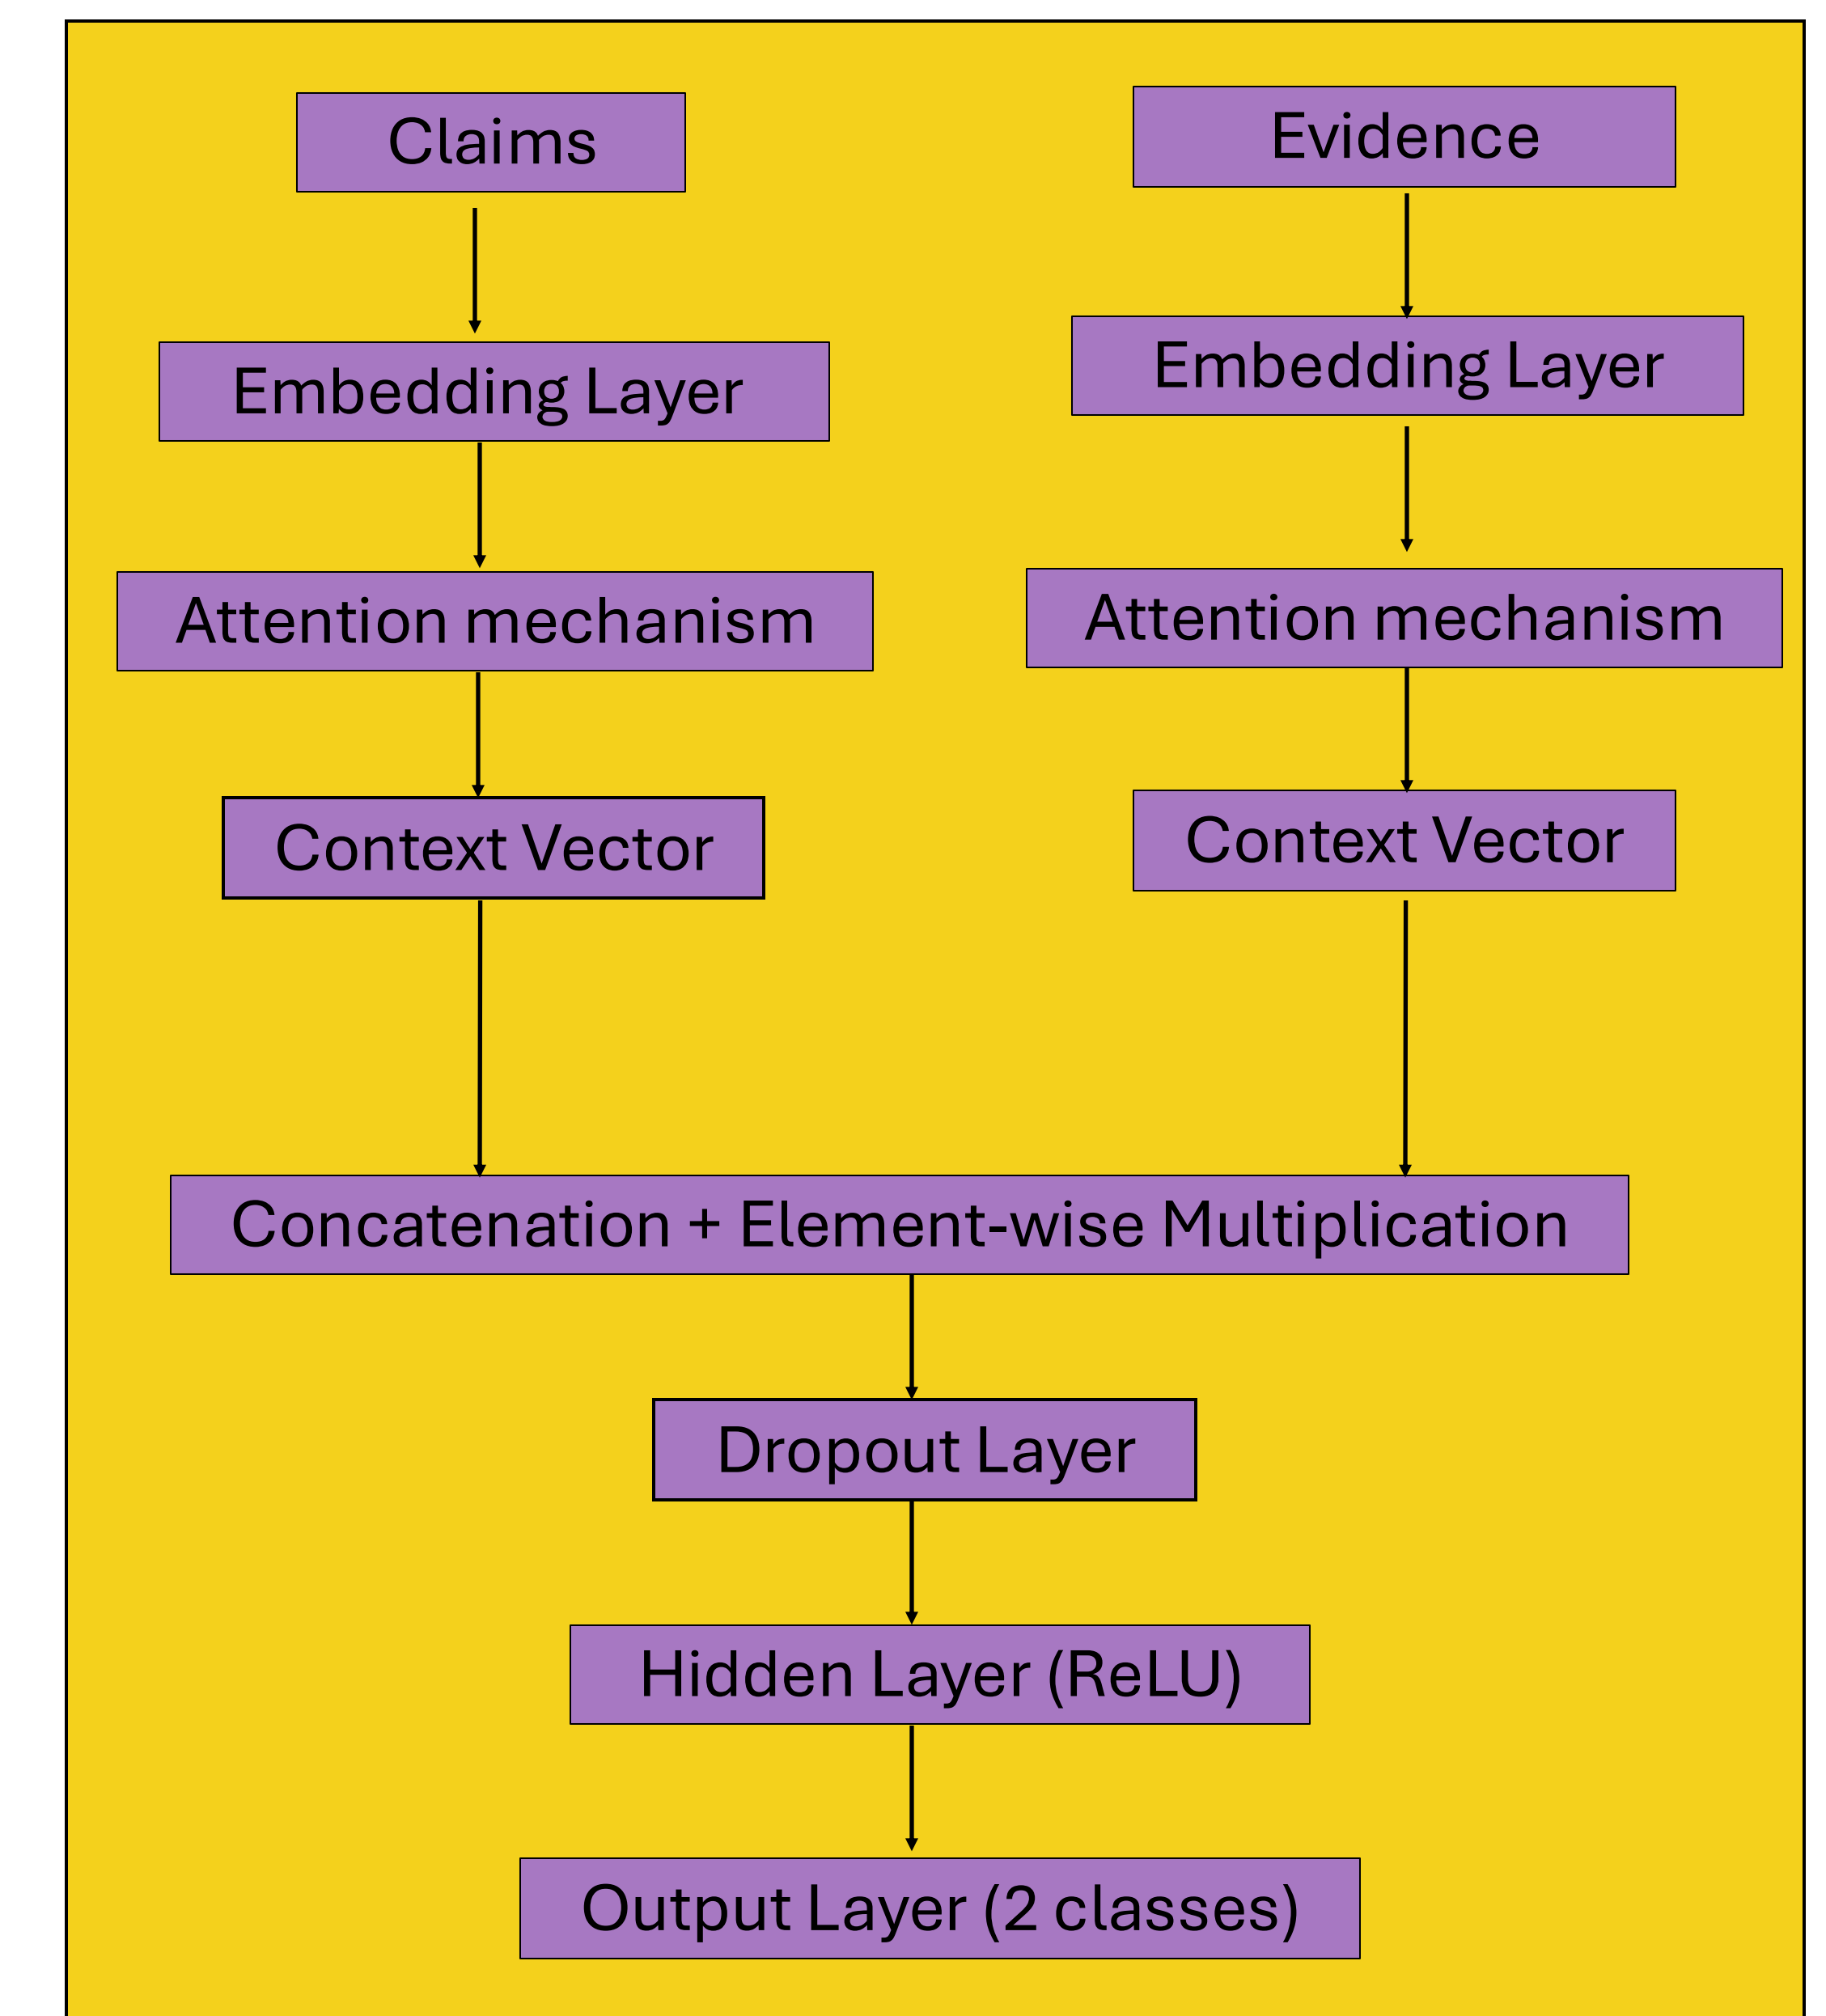 Claims
Evidence
Embedding Layer
Embedding Layer
Attention mechanism
Attention mechanism
Context Vector
Context Vector
Concatenation + Element-wise Multiplication
Dropout Layer
Hidden Layer (ReLU)
Output Layer (2 classes)